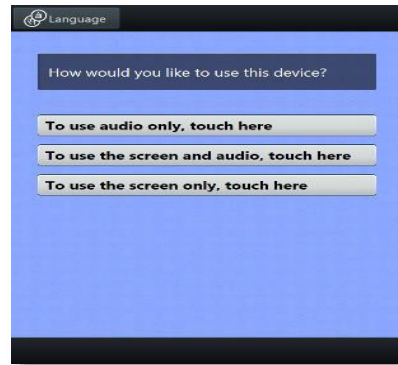 Language
How would you like to use this device?
To use audio only, touch here
To use the screen and audio, touch here
To use the screen only, touch here